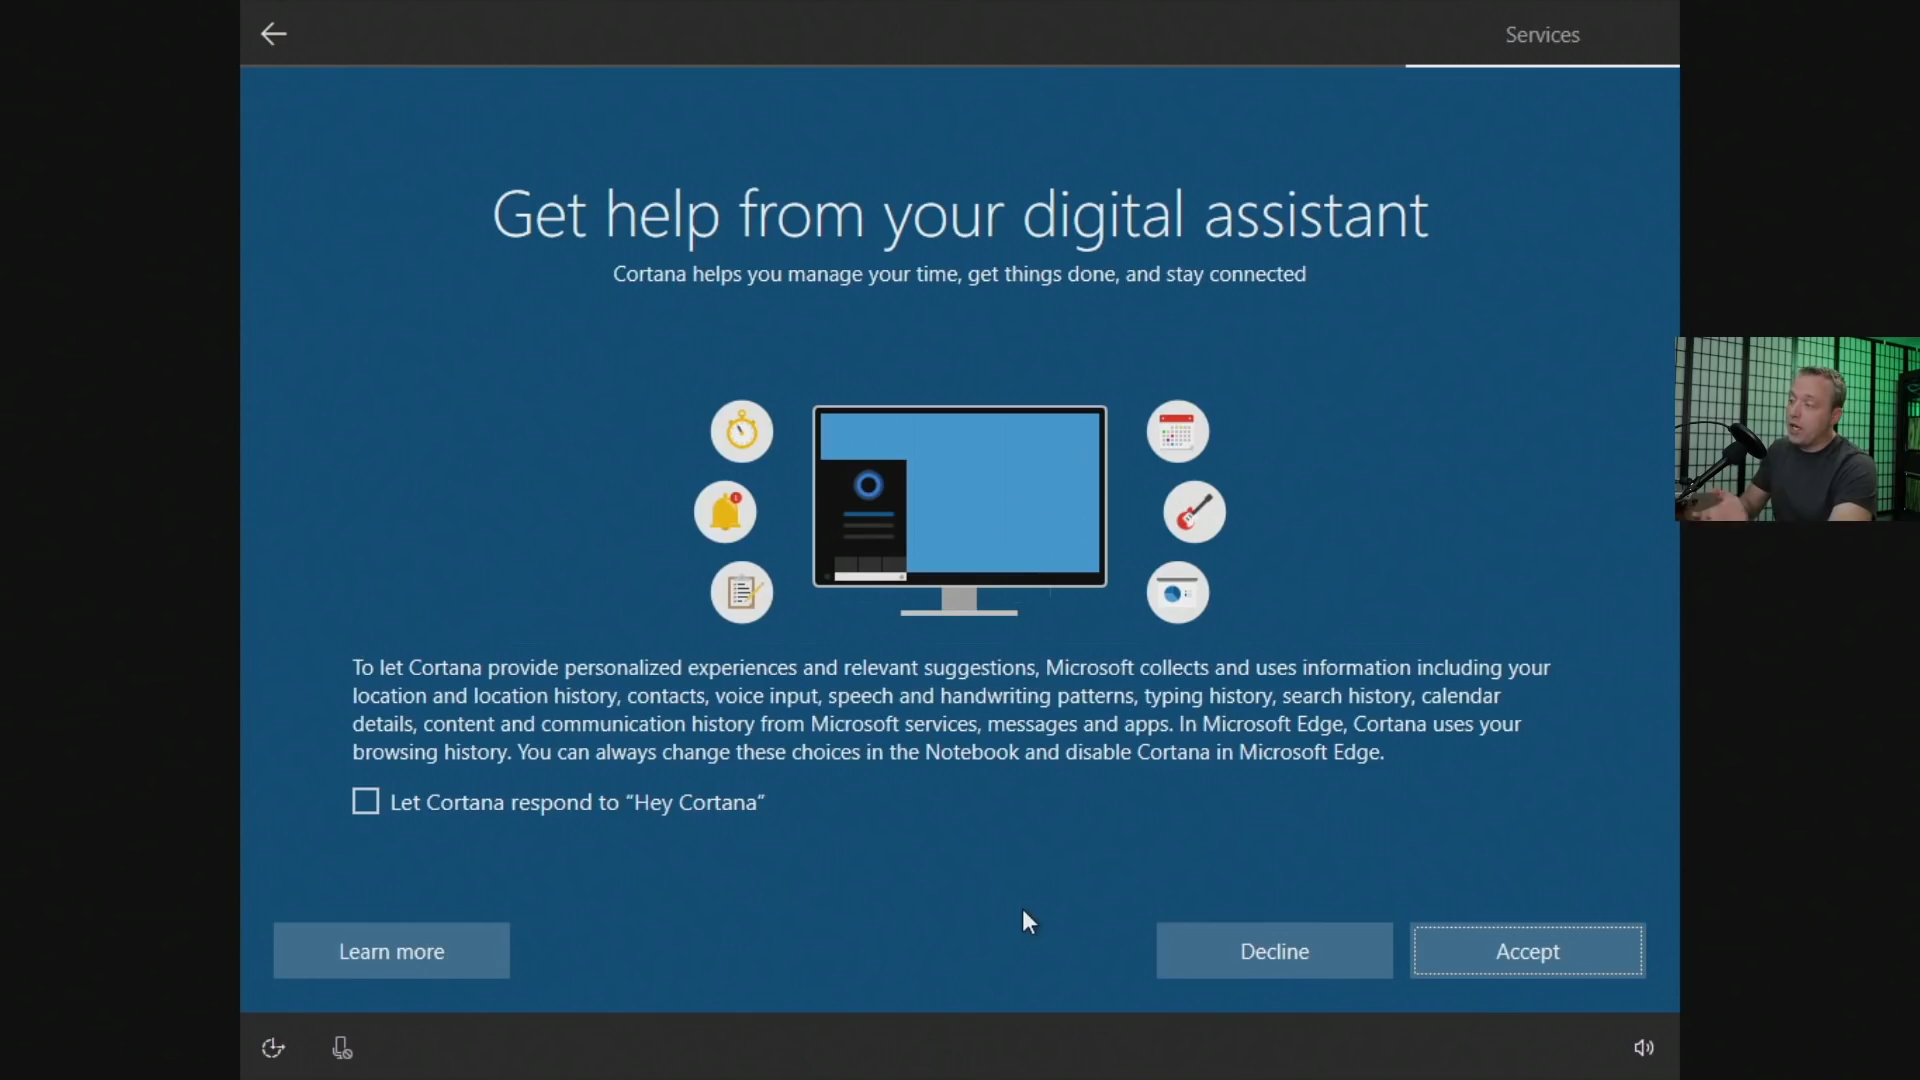 Services
Get help from your digital assistant
Cortana helps you manage your time, get things done, and stay connected
To let Cortana provide personalized experiences and relevant suggestions, Microsoft collects and uses information including your
location and location history, contacts, voice input, speech and handwriting patterns, typing history, search history, calendar
details, content and communication history from Microsoft services, messages and apps. In Microsoft Edge, Cortana uses your
browsing history. You can always change these choices in the Notebook and disable Cortana in Microsoft Edge.
Let Cortana respond to “Hey Cortana”
Learn more
Decline
Accept